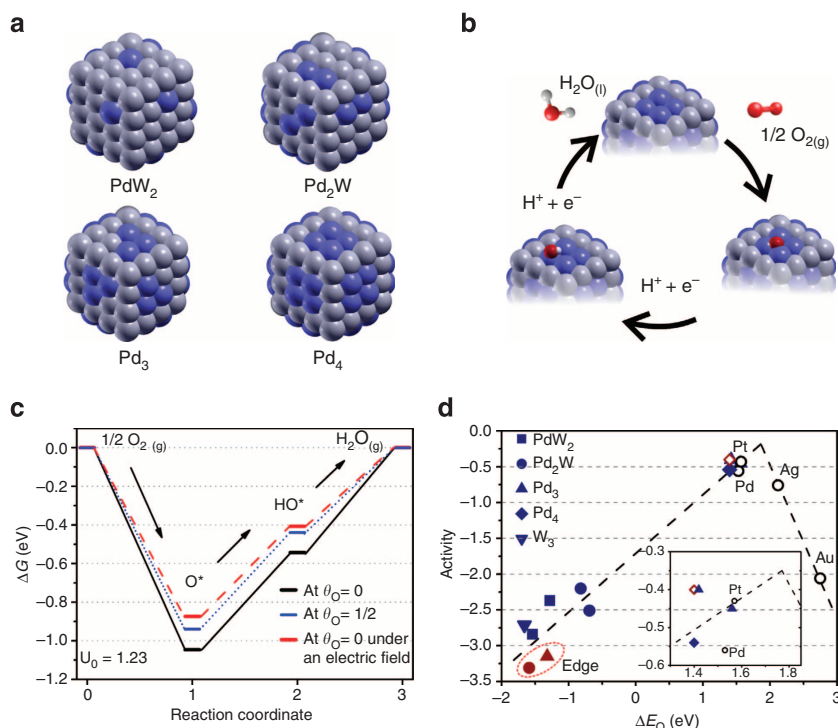 a
PdW₂
Pd₂W
Pd₃
Pd₄
b
H₂O₍ₗ₎
1/2 O₂₍g₎
H⁺ + e⁻
H⁺ + e⁻
c
0.0
−0.2
−0.4
−0.6
−0.8
−1.0
−1.2
ΔG (eV)
1/2 O₂ (g)
H₂O(g)
HO*
O*
At θO = 0
At θO = 1/2
At θO = 0 under
an electric field
U₀ = 1.23
0
1
2
3
Reaction coordinate
d
0.0
−0.5
−1.0
−1.5
−2.0
−2.5
−3.0
−3.5
Activity
PdW₂
Pd₂W
Pd₃
Pd₄
W₃
Pt
Pd
Ag
Au
Edge
−0.3
−0.4
−0.5
−0.6
Pt
Pd
1.4
1.6
1.8
−2
−1
0
1
2
3
ΔEO (eV)